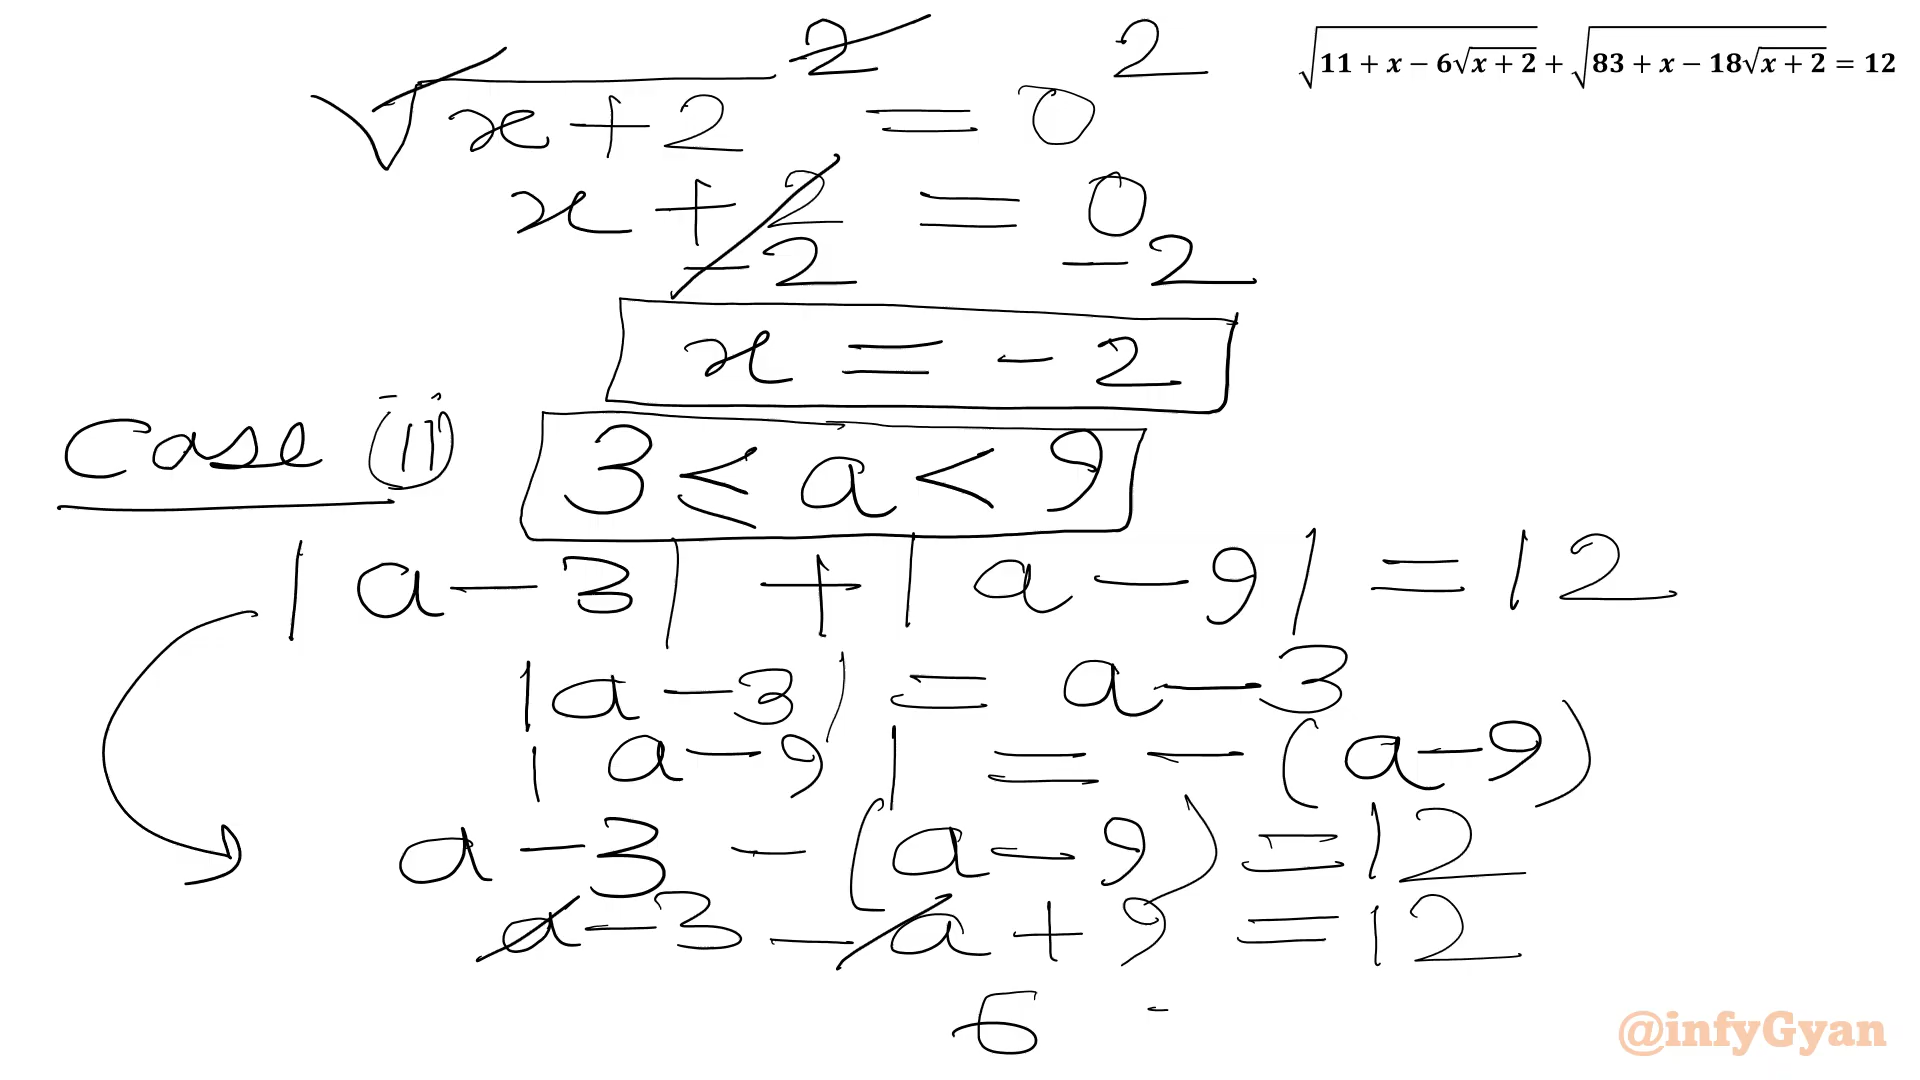 √(11 + x − 6√(x + 2)) + √(83 + x − 18√(x + 2)) = 12
√(x+2)² = 0²
x + 2 = 0
−2 −2
x = −2
Case (ii) 3 ≤ a < 9
|a − 3| + |a − 9| = 12
|a − 3| = a − 3
|a − 9| = −(a − 9)
a − 3 − (a − 9) = 12
a − 3 − a + 9 = 12
6 -
@infyGyan